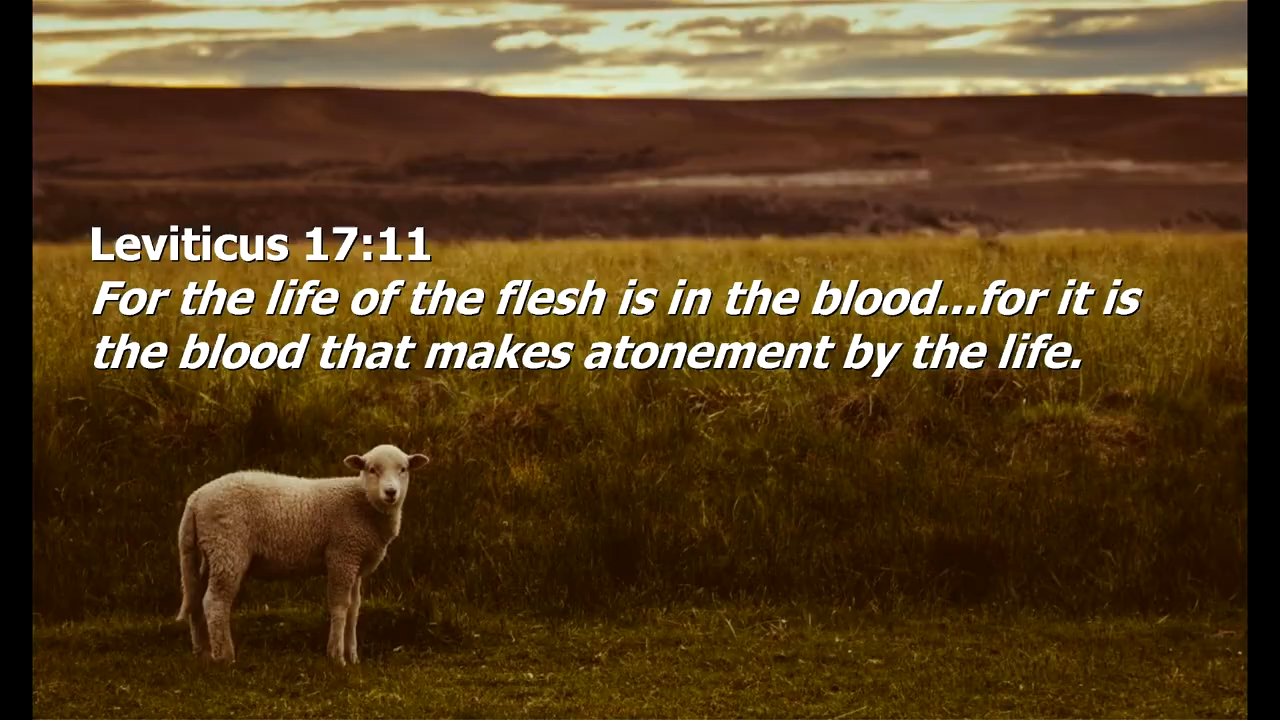 Leviticus 17:11
For the life of the flesh is in the blood...for it is
the blood that makes atonement by the life.